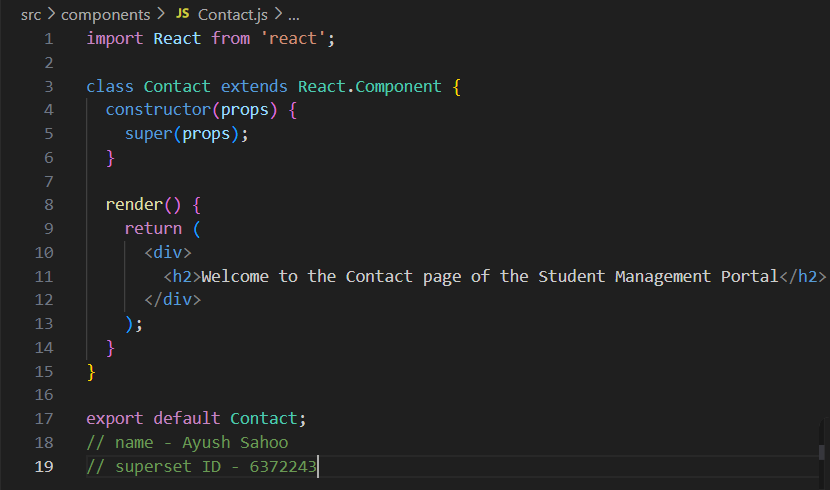 src > components > JS Contact.js > ...
1 import React from 'react';
2
3 class Contact extends React.Component {
4   constructor(props) {
5     super(props);
6   }
7
8   render() {
9     return (
10       <div>
11         <h2>Welcome to the Contact page of the Student Management Portal</h2>
12       </div>
13     );
14   }
15 }
16
17 export default Contact;
18 // name - Ayush Sahoo
19 // superset ID - 6372243